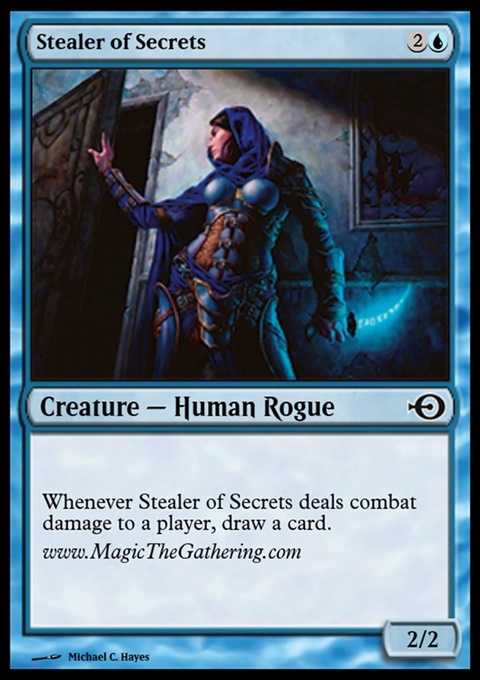 Stealer of Secrets
2
Creature — Human Rogue
Whenever Stealer of Secrets deals combat
damage to a player, draw a card.
www.MagicTheGathering.com
2/2
Michael C. Hayes